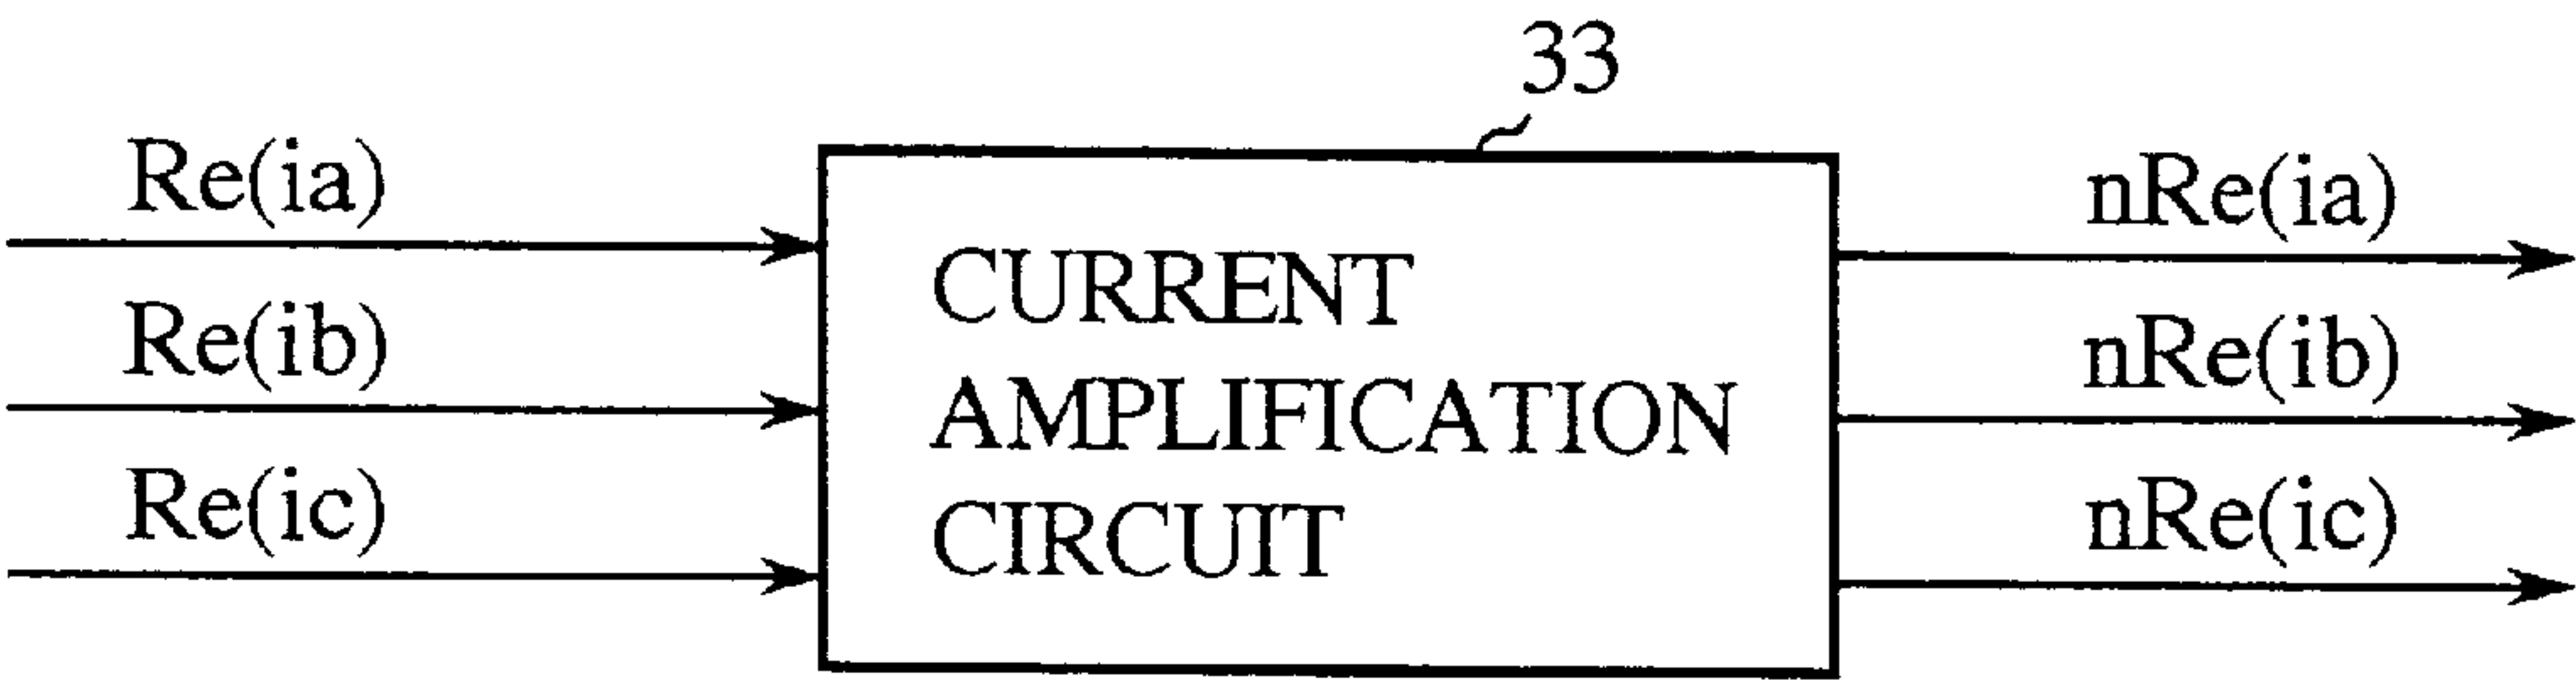 33
Re(ia)
Re(ib)
Re(ic)
CURRENT
AMPLIFICATION
CIRCUIT
nRe(ia)
nRe(ib)
nRe(ic)